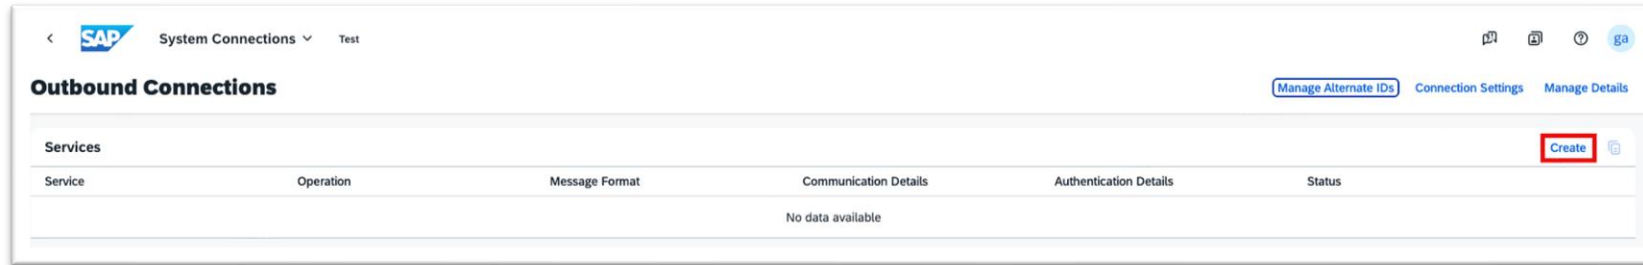 SAP System Connections Test ga
Outbound Connections Manage Alternate IDs Connection Settings Manage Details
Services Create
Service Operation Message Format Communication Details Authentication Details Status
No data available